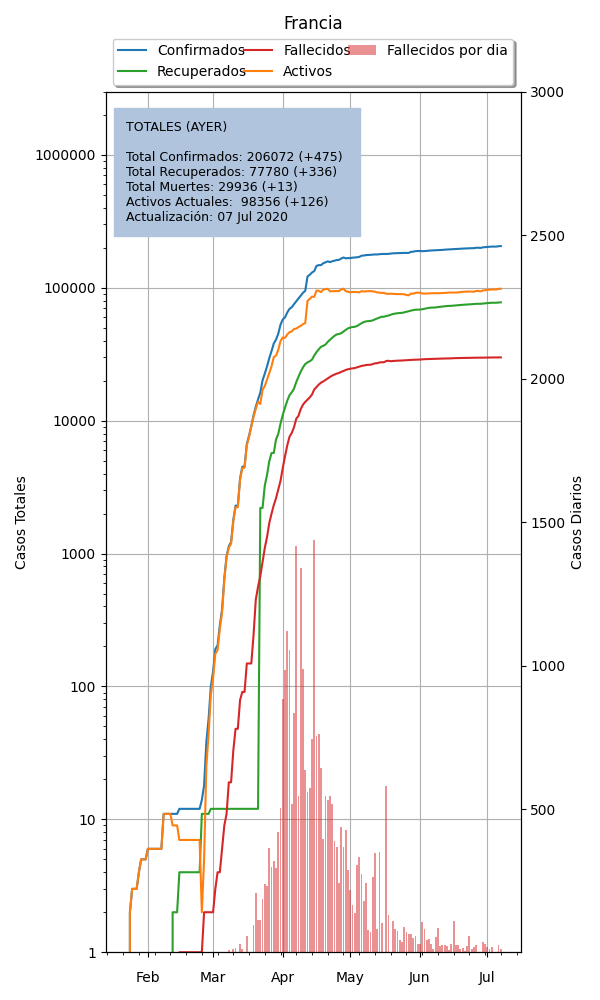 Francia
Confirmados Fallecidos Fallecidos por dia
Recuperados Activos
TOTALES (AYER)
Total Confirmados: 206072 (+475)
Total Recuperados: 77780 (+336)
Total Muertes: 29936 (+13)
Activos Actuales:  98356 (+126)
Actualización: 07 Jul 2020
Casos Totales
1000000
100000
10000
1000
100
10
1
3000
2500
2000
1500
1000
500
Casos Diarios
Feb Mar Apr May Jun Jul